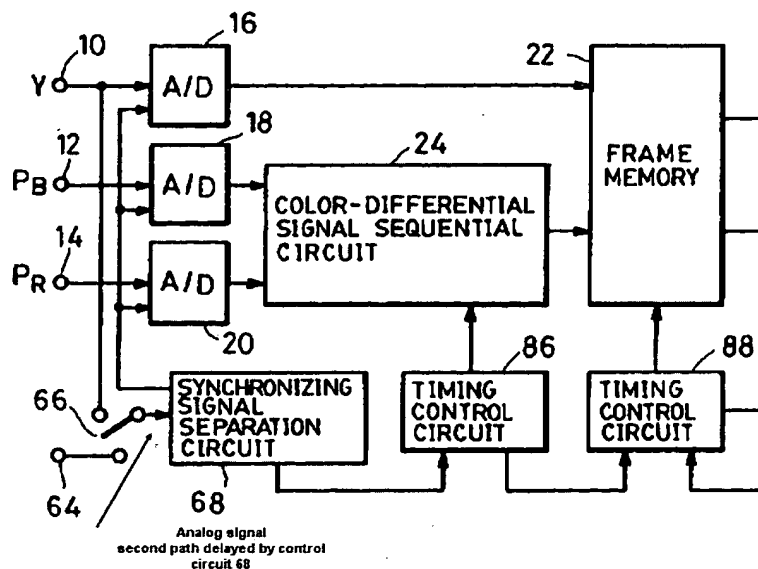 16
10
22
Y
A/D
18
12
24
FRAME
MEMORY
PB
A/D
COLOR-DIFFERENTIAL
SIGNAL SEQUENTIAL
CIRCUIT
14
PR
A/D
20
86
88
SYNCHRONIZING
SIGNAL
SEPARATION
CIRCUIT
TIMING
CONTROL
CIRCUIT
TIMING
CONTROL
CIRCUIT
66
64
68
Analog signal
second path delayed by control
circuit 68